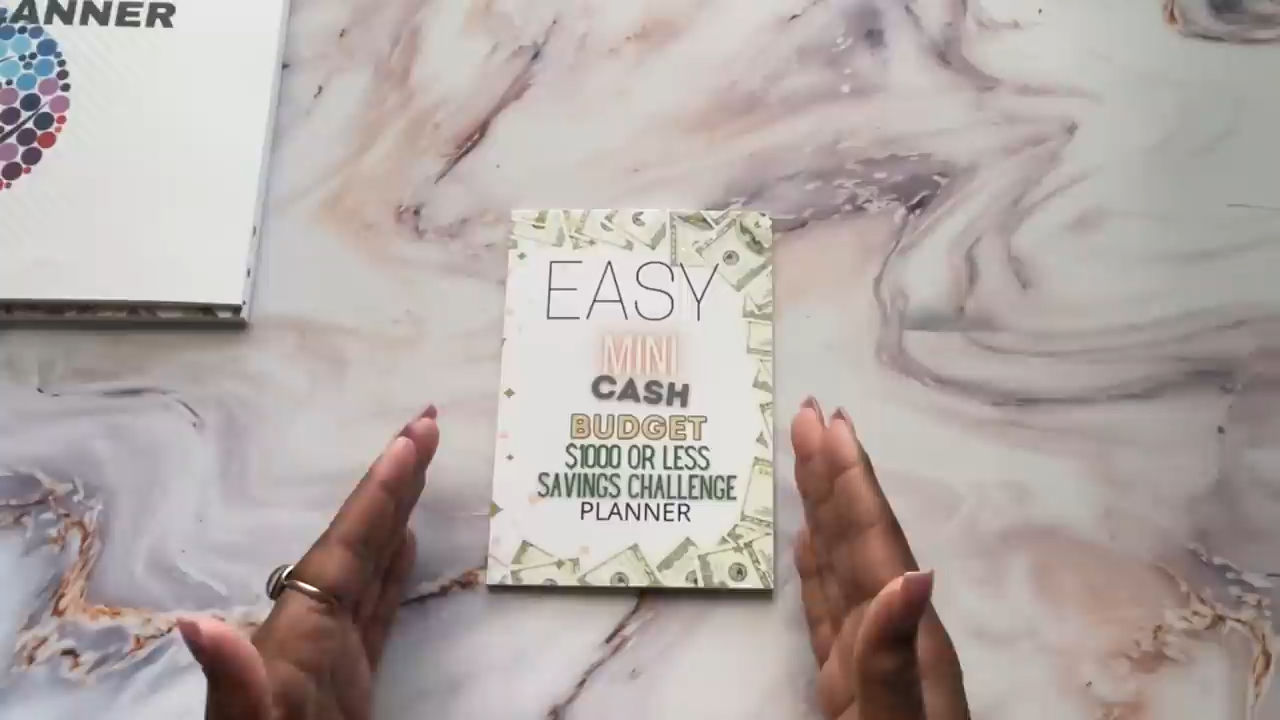 ANNER
EASY
MINI
CASH
BUDGET
$1000 OR LESS
SAVINGS CHALLENGE
PLANNER